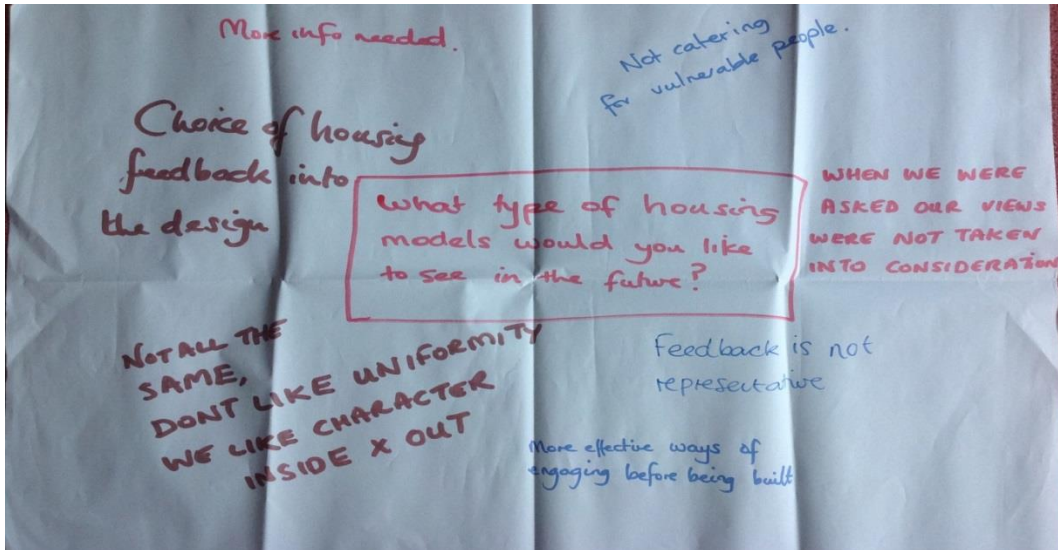 More info needed.
Not catering
for vulnerable people.
Choice of housing
feedback into
the design
What type of housing
models would you like
to see in the future?
WHEN WE WERE
ASKED OUR VIEWS
WERE NOT TAKEN
INTO CONSIDERATION
NOT ALL THE
SAME,
DONT LIKE UNIFORMITY
WE LIKE CHARACTER
INSIDE X OUT
Feedback is not
representative
More effective ways of
engaging before being built